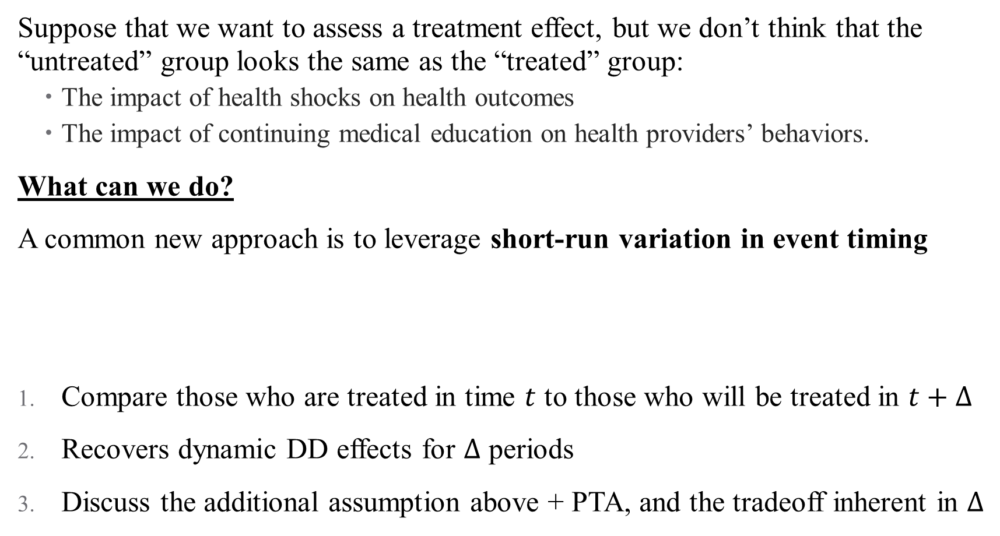 Suppose that we want to assess a treatment effect, but we don’t think that the
“untreated” group looks the same as the “treated” group:
• The impact of health shocks on health outcomes
• The impact of continuing medical education on health providers’ behaviors.
What can we do?
A common new approach is to leverage short-run variation in event timing
1. Compare those who are treated in time t to those who will be treated in t + Δ
2. Recovers dynamic DD effects for Δ periods
3. Discuss the additional assumption above + PTA, and the tradeoff inherent in Δ